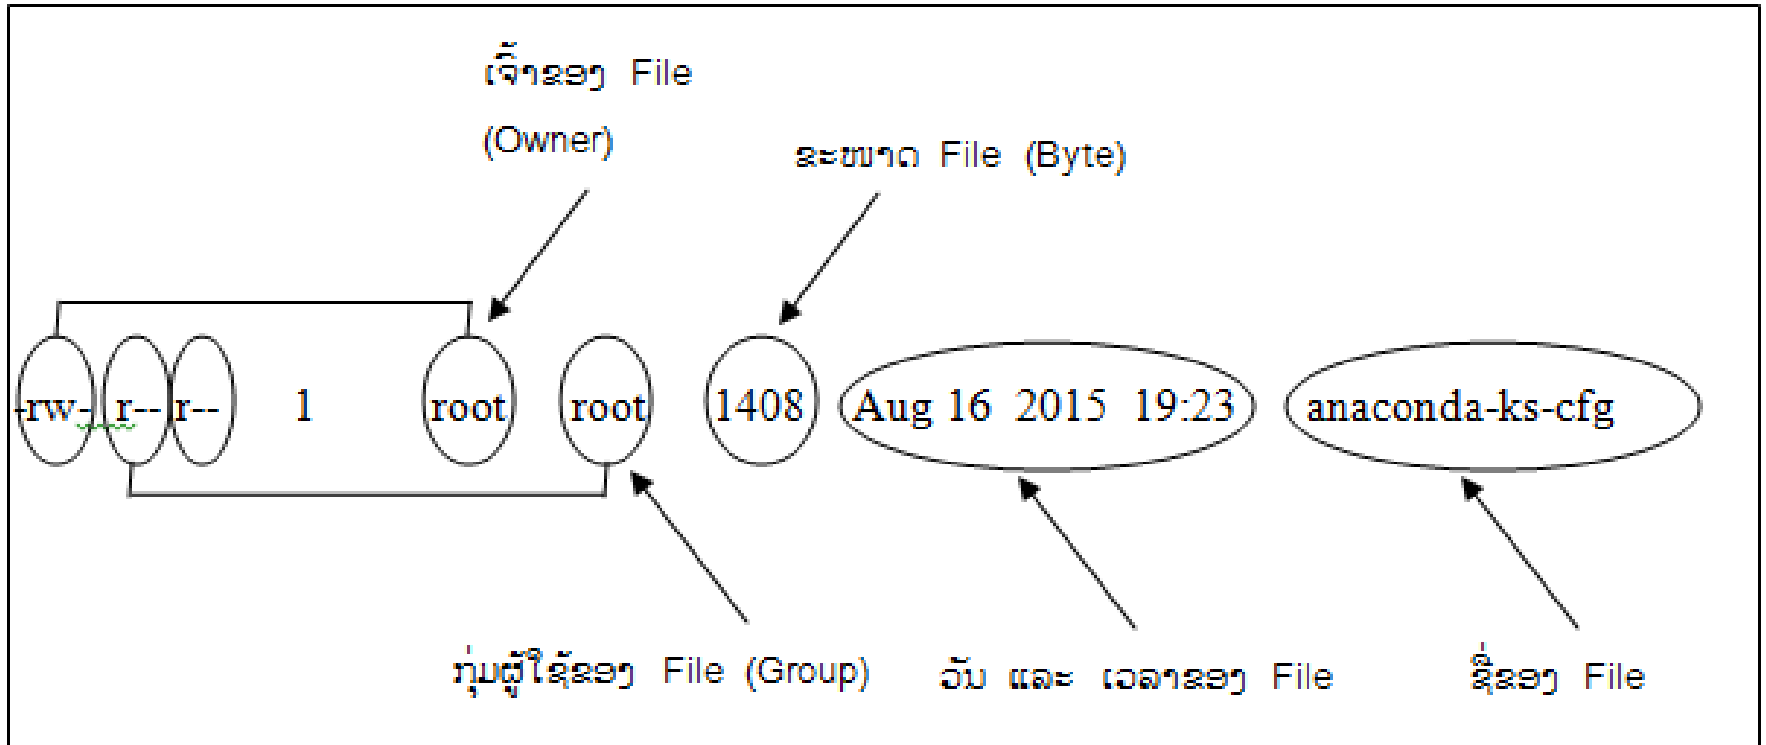 ເຈົ້າຂອງ File
(Owner)
ຂະໜາດ File (Byte)
-rw- r-- r-- 1 root root 1408 Aug 16 2015 19:23 anaconda-ks-cfg
ກຸ່ມຜູ້ໃຊ້ຂອງ File (Group)
ວັນ ແລະ ເວລາຂອງ File
ຊື່ຂອງ File